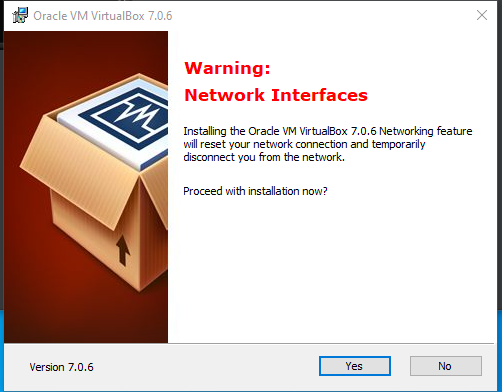 Oracle VM VirtualBox 7.0.6
Warning:
Network Interfaces
Installing the Oracle VM VirtualBox 7.0.6 Networking feature
will reset your network connection and temporarily
disconnect you from the network.
Proceed with installation now?
Version 7.0.6
Yes
No